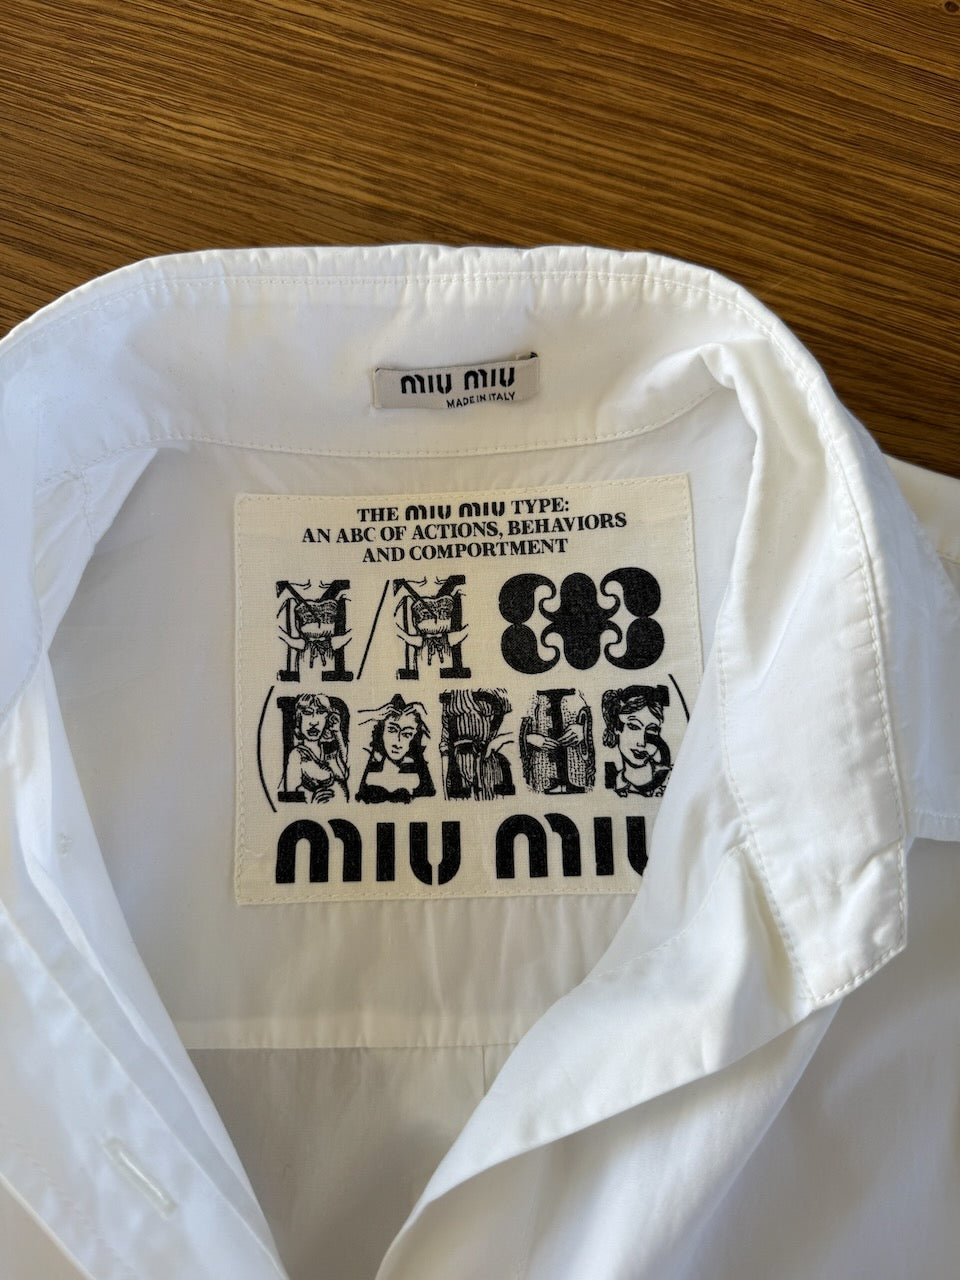 MIU MIU
MADE IN ITALY
THE MIU MIU TYPE:
AN ABC OF ACTIONS, BEHAVIORS
AND COMPORTMENT
M/M
(PARIS)
MIU MIU